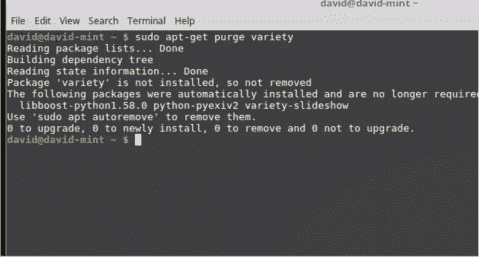 david@david-mint ~
File Edit View Search Terminal Help
david@david-mint ~ $ sudo apt-get purge variety
Reading package lists... Done
Building dependency tree
Reading state information... Done
Package 'variety' is not installed, so not removed
The following packages were automatically installed and are no longer require
  libboost-python1.58.0 python-pyexiv2 variety-slideshow
Use 'sudo apt autoremove' to remove them.
0 to upgrade, 0 to newly install, 0 to remove and 0 not to upgrade.
david@david-mint ~ $